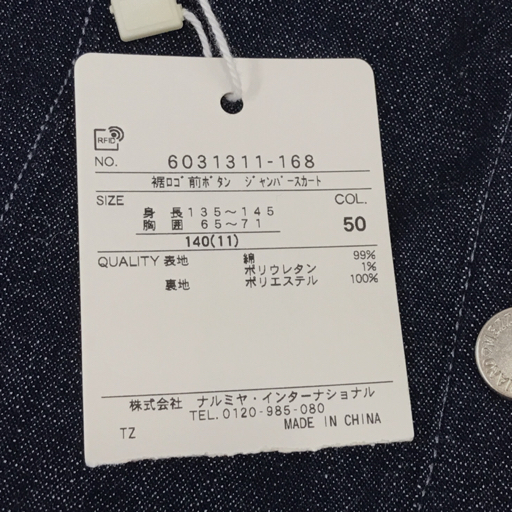 RFID
NO. 6031311-168
裾ロゴ前ボタン ジャンパースカート
SIZE COL.
身 長 135～145
胸 囲 65～71 50
140(11)
QUALITY 表地 綿 99%
ポリウレタン 1%
裏地 ポリエステル 100%
株式会社 ナルミヤ・インターナショナル
TEL.0120-985-080
TZ MADE IN CHINA